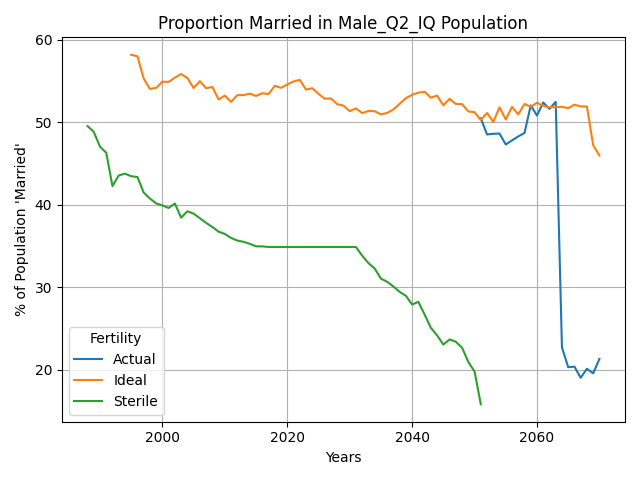 Proportion Married in Male_Q2_IQ Population
% of Population 'Married'
60
50
40
30
20
Fertility
Actual
Ideal
Sterile
2000
2020
2040
2060
Years